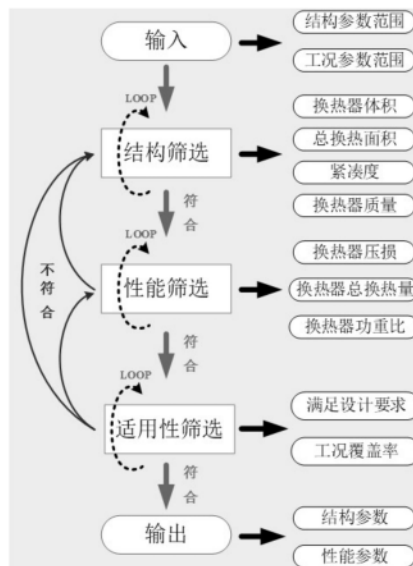 输入
结构参数范围
工况参数范围
LOOP
结构筛选
换热器体积
总换热面积
紧凑度
换热器质量
符合
LOOP
不符合
性能筛选
换热器压损
换热器总换热量
换热器功重比
符合
LOOP
适用性筛选
满足设计要求
工况覆盖率
符合
输出
结构参数
性能参数